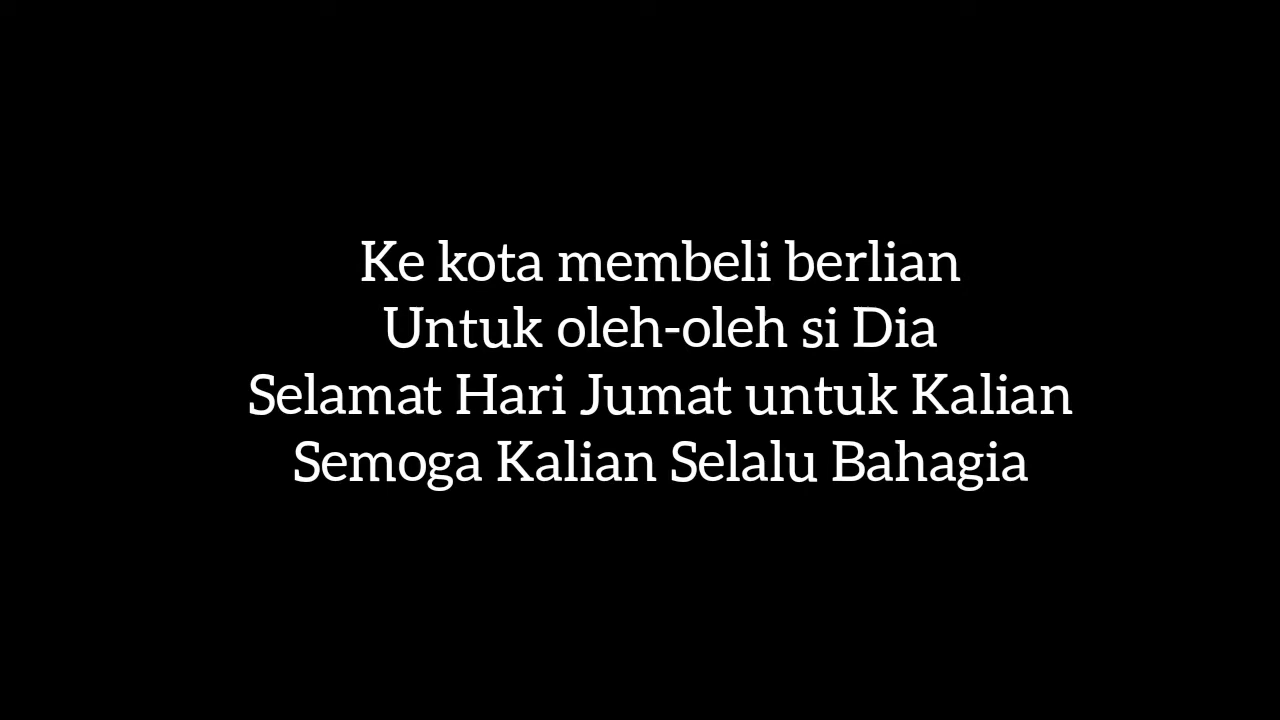 Ke kota membeli berlian
Untuk oleh-oleh si Dia
Selamat Hari Jumat untuk Kalian
Semoga Kalian Selalu Bahagia